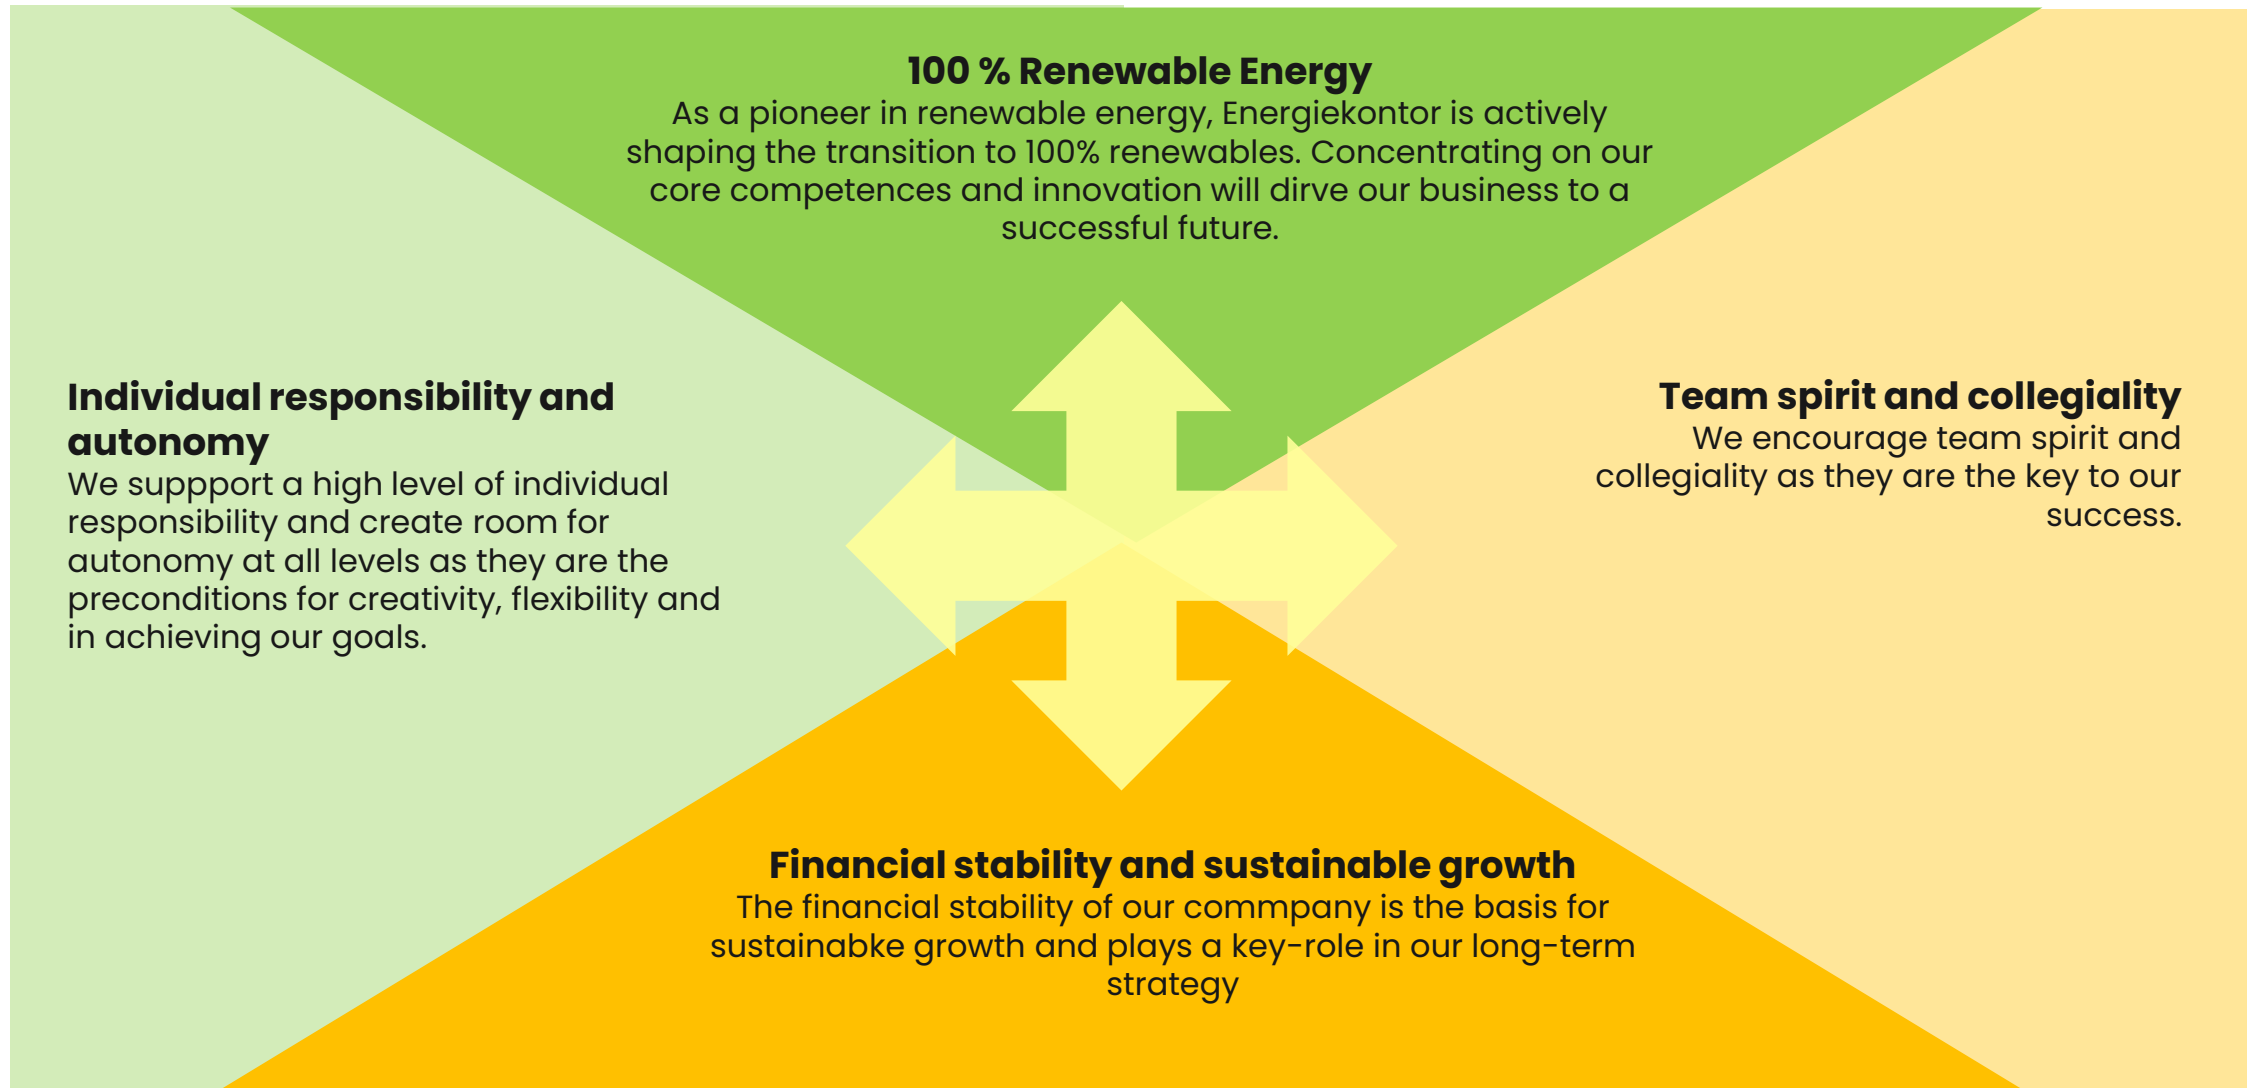 100 % Renewable Energy
As a pioneer in renewable energy, Energiekontor is actively
shaping the transition to 100% renewables. Concentrating on our
core competences and innovation will dirve our business to a
successful future.
Individual responsibility and
autonomy
We suppport a high level of individual
responsibility and create room for
autonomy at all levels as they are the
preconditions for creativity, flexibility and
in achieving our goals.
Team spirit and collegiality
We encourage team spirit and
collegiality as they are the key to our
success.
Financial stability and sustainable growth
The financial stability of our commpany is the basis for
sustainabke growth and plays a key-role in our long-term
strategy